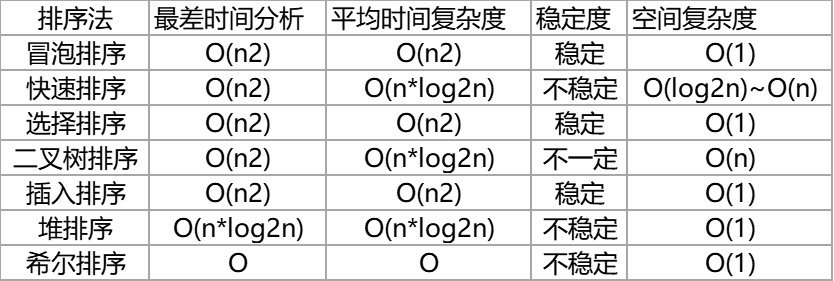 排序法 最差时间分析 平均时间复杂度 稳定度 空间复杂度
冒泡排序 O(n2) O(n2) 稳定 O(1)
快速排序 O(n2) O(n*log2n) 不稳定 O(log2n)~O(n)
选择排序 O(n2) O(n2) 稳定 O(1)
二叉树排序 O(n2) O(n*log2n) 不一定 O(n)
插入排序 O(n2) O(n2) 稳定 O(1)
堆排序 O(n*log2n) O(n*log2n) 不稳定 O(1)
希尔排序 O O 不稳定 O(1)